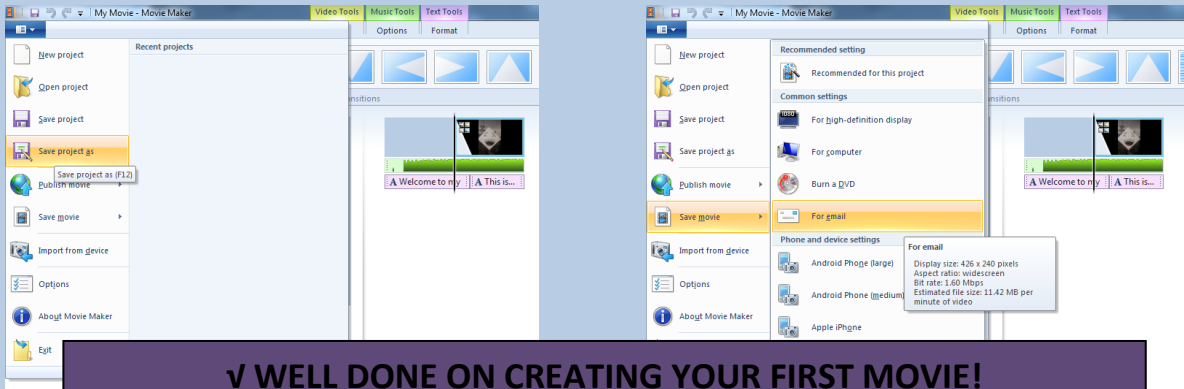 My Movie - Movie Maker
Video Tools
Music Tools
Text Tools
Options
Format
New project
Open project
Save project
Save project as
Save project as (F12)
Publish movie
Save movie
Import from device
Options
About Movie Maker
Exit
Recent projects
nsitions
A Welcome to my
A This is...
My Movie - Movie Maker
Video Tools
Music Tools
Text Tools
Options
Format
New project
Open project
Save project
Save project as
Publish movie
Save movie
Import from device
Options
About Movie Maker
Recommended setting
Recommended for this project
Common settings
1080
For high-definition display
For computer
Burn a DVD
For email
Phone and device settings
Android Phone (large)
Android Phone (medium)
Apple iPhone
For email
Display size: 426 x 240 pixels
Aspect ratio: widescreen
Bit rate: 1.60 Mbps
Estimated file size: 11.42 MB per
minute of video
nsitions
A Welcome to my
A This is...
√ WELL DONE ON CREATING YOUR FIRST MOVIE!